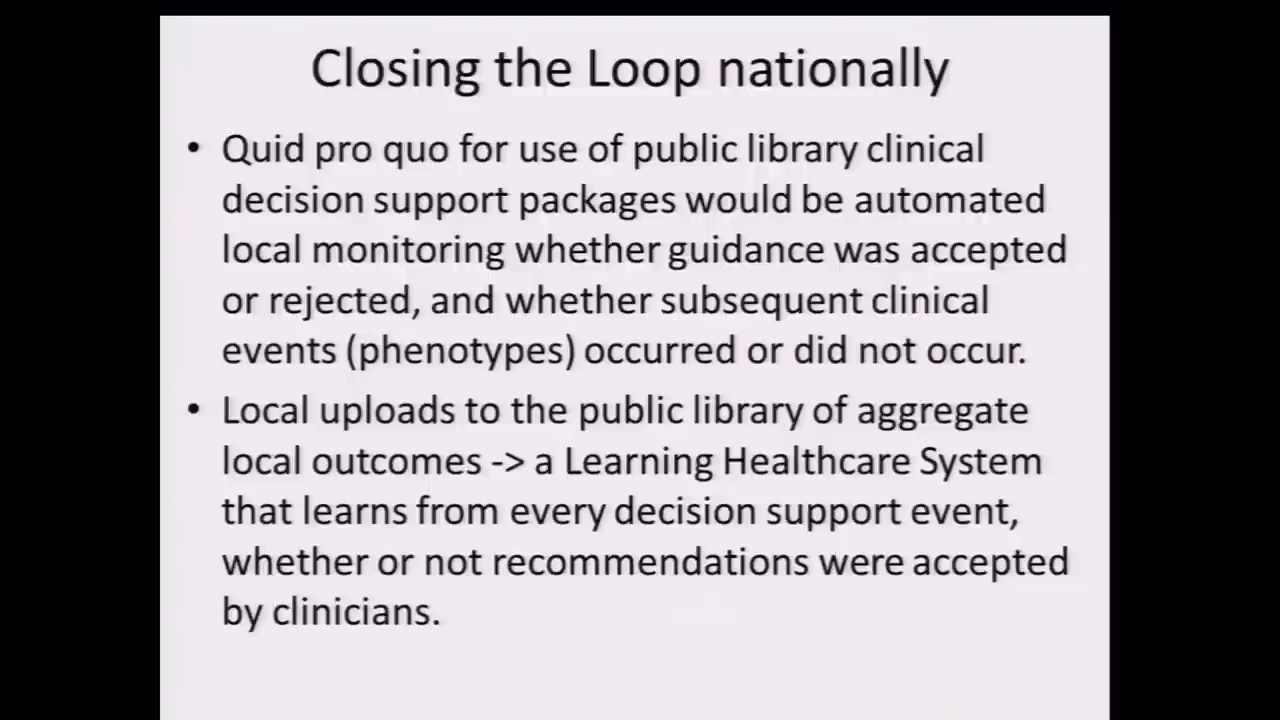 Closing the Loop nationally
• Quid pro quo for use of public library clinical
decision support packages would be automated
local monitoring whether guidance was accepted
or rejected, and whether subsequent clinical
events (phenotypes) occurred or did not occur.
• Local uploads to the public library of aggregate
local outcomes -> a Learning Healthcare System
that learns from every decision support event,
whether or not recommendations were accepted
by clinicians.